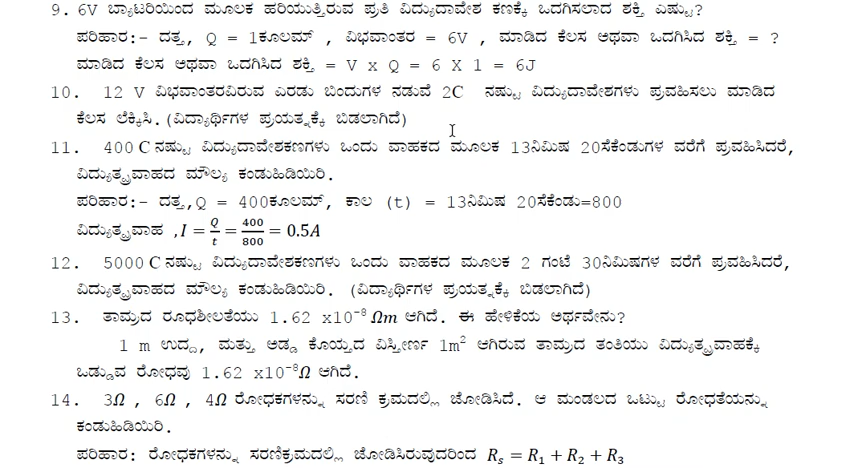 9. 6V ಬ್ಯಾಟರಿಯಿಂದ ಮೂಲಕ ಹರಿಯುತ್ತಿರುವ ಪ್ರತಿ ವಿದ್ಯುದಾವೇಶ ಕಣಕ್ಕೆ ಒದಗಿಸಲಾದ ಶಕ್ತಿ ಎಷ್ಟು?
ಪರಿಹಾರ:- ದತ್ತ, Q = 1ಕೂಲಮ್ , ವಿಭವಾಂತರ = 6V , ಮಾಡಿದ ಕೆಲಸ ಅಥವಾ ಒದಗಿಸಿದ ಶಕ್ತಿ = ?
ಮಾಡಿದ ಕೆಲಸ ಅಥವಾ ಒದಗಿಸಿದ ಶಕ್ತಿ = V x Q = 6 X 1 = 6J
10. 12 V ವಿಭವಾಂತರವಿರುವ ಎರಡು ಬಿಂದುಗಳ ನಡುವೆ 2C ನಷ್ಟು ವಿದ್ಯುದಾವೇಶಗಳು ಪ್ರವಹಿಸಲು ಮಾಡಿದ
ಕೆಲಸ ಲೆಕ್ಕಿಸಿ.(ವಿದ್ಯಾರ್ಥಿಗಳ ಪ್ರಯತ್ನಕ್ಕೆ ಬಿಡಲಾಗಿದೆ)
11. 400 C ನಷ್ಟು ವಿದ್ಯುದಾವೇಶಕಣಗಳು ಒಂದು ವಾಹಕದ ಮೂಲಕ 13ನಿಮಿಷ 20ಸೆಕೆಂಡುಗಳ ವರೆಗೆ ಪ್ರವಹಿಸಿದರೆ,
ವಿದ್ಯುತ್ಪ್ರವಾಹದ ಮೌಲ್ಯ ಕಂಡುಹಿಡಿಯಿರಿ.
ಪರಿಹಾರ:- ದತ್ತ,Q = 400ಕೂಲಮ್, ಕಾಲ (t) = 13ನಿಮಿಷ 20ಸೆಕೆಂಡು=800
ವಿದ್ಯುತ್ಪ್ರವಾಹ ,I = Q/t = 400/800 = 0.5A
12. 5000 C ನಷ್ಟು ವಿದ್ಯುದಾವೇಶಕಣಗಳು ಒಂದು ವಾಹಕದ ಮೂಲಕ 2 ಗಂಟೆ 30ನಿಮಿಷಗಳ ವರೆಗೆ ಪ್ರವಹಿಸಿದರೆ,
ವಿದ್ಯುತ್ಪ್ರವಾಹದ ಮೌಲ್ಯ ಕಂಡುಹಿಡಿಯಿರಿ. (ವಿದ್ಯಾರ್ಥಿಗಳ ಪ್ರಯತ್ನಕ್ಕೆ ಬಿಡಲಾಗಿದೆ)
13. ತಾಮ್ರದ ರೂಧಶೀಲತೆಯು 1.62 x10⁻⁸ Ωm ಆಗಿದೆ. ಈ ಹೇಳಿಕೆಯ ಅರ್ಥವೇನು?
1 m ಉದ್ದ, ಮತ್ತು ಅಡ್ಡ ಕೊಯ್ತದ ವಿಸ್ತೀರ್ಣ 1m² ಆಗಿರುವ ತಾಮ್ರದ ತಂತಿಯು ವಿದ್ಯುತ್ಪ್ರವಾಹಕ್ಕೆ
ಒಡ್ಡುವ ರೋಧವು 1.62 x10⁻⁸Ω ಆಗಿದೆ.
14. 3Ω , 6Ω , 4Ω ರೋಧಕಗಳನ್ನು ಸರಣಿ ಕ್ರಮದಲ್ಲಿ ಜೋಡಿಸಿದೆ. ಆ ಮಂಡಲದ ಒಟ್ಟು ರೋಧತೆಯನ್ನು
ಕಂಡುಹಿಡಿಯಿರಿ.
ಪರಿಹಾರ: ರೋಧಕಗಳನ್ನು ಸರಣಿಕ್ರಮದಲ್ಲಿ ಜೋಡಿಸಿರುವುದರಿಂದ Rₛ = R₁ + R₂ + R₃